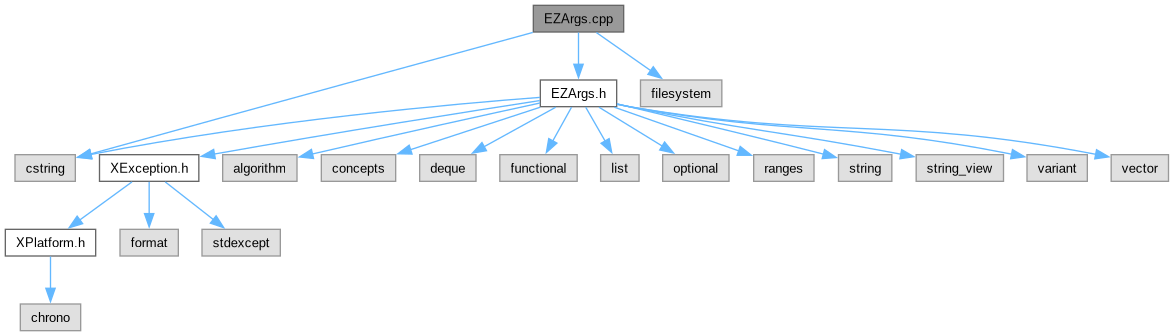 EZArgs.cpp
EZArgs.h
filesystem
cstring
XException.h
algorithm
concepts
deque
functional
list
optional
ranges
string
string_view
variant
vector
XPlatform.h
format
stdexcept
chrono